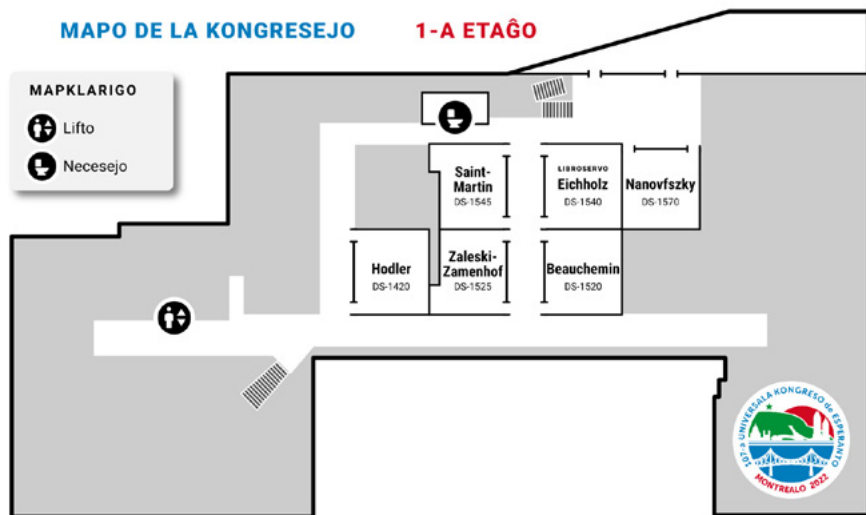 MAPO DE LA KONGRESEJO 1-A ETAĜO
MAPKLARIGO
Lifto
Necesejo
Saint-
Martin
DS-1545
LIBROSERVO
Eichholz
DS-1540
Nanovfszky
DS-1570
Hodler
DS-1420
Zaleski-
Zamenhof
DS-1525
Beauchemin
DS-1520
107-a UNIVERSALA KONGRESO de ESPERANTO
MONTREALO 2022